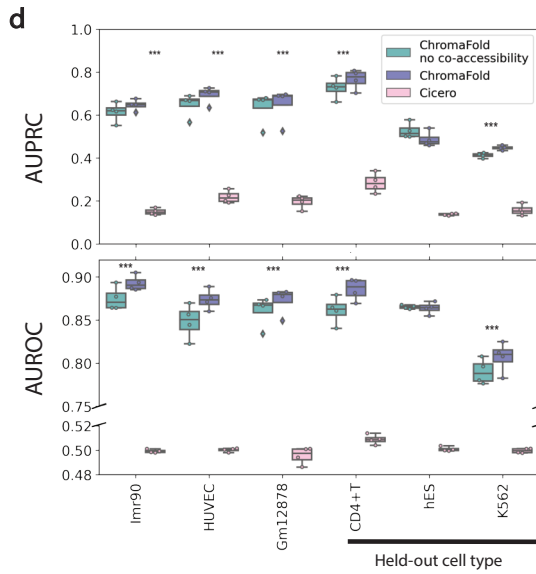 d
AUPRC
1.0
0.8
0.6
0.4
0.2
0.0
*** *** *** *** ***
ChromaFold
no co-accessibility
ChromaFold
Cicero
AUROC
0.90
0.85
0.80
0.75
0.52
0.50
0.48
*** *** *** *** ***
Imr90
HUVEC
Gm12878
CD4+T
hES
K562
Held-out cell type